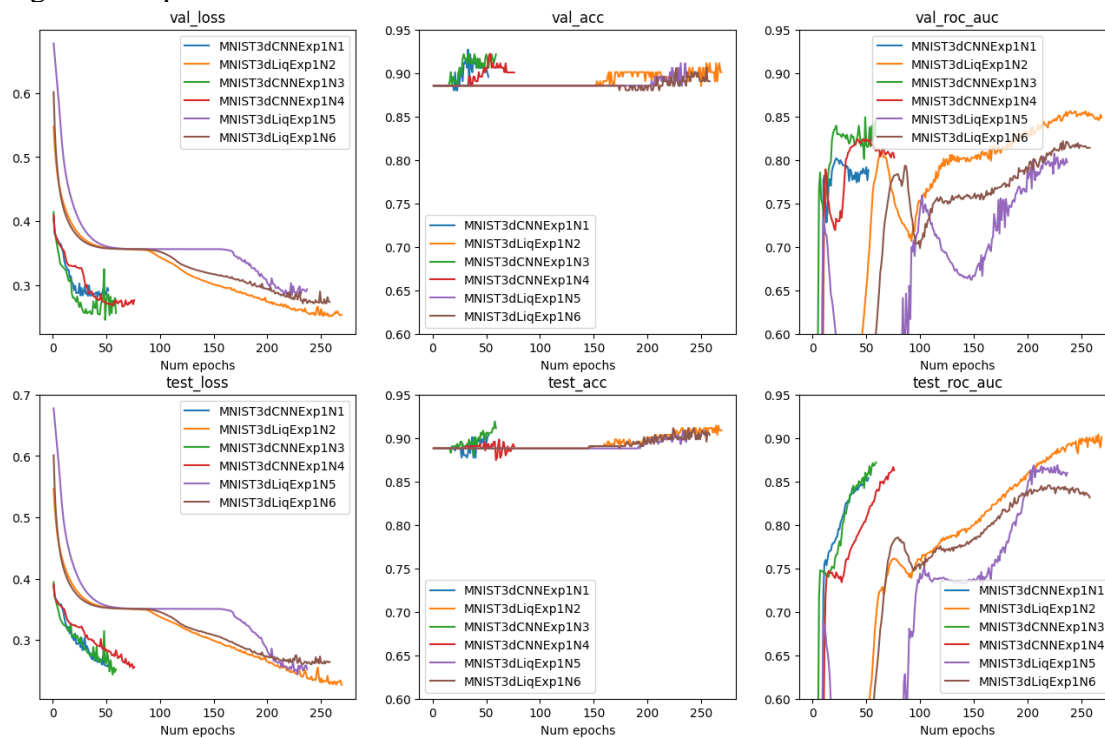 val_loss
0.6
0.5
0.4
0.3
MNIST3dCNNExp1N1
MNIST3dLiqExp1N2
MNIST3dCNNExp1N3
MNIST3dCNNExp1N4
MNIST3dLiqExp1N5
MNIST3dLiqExp1N6
0 50 100 150 200 250
Num epochs
val_acc
0.95
0.90
0.85
0.80
0.75
0.70
0.65
0.60
MNIST3dCNNExp1N1
MNIST3dLiqExp1N2
MNIST3dCNNExp1N3
MNIST3dCNNExp1N4
MNIST3dLiqExp1N5
MNIST3dLiqExp1N6
0 50 100 150 200 250
Num epochs
val_roc_auc
0.95
0.90
0.85
0.80
0.75
0.70
0.65
0.60
MNIST3dCNNExp1N1
MNIST3dLiqExp1N2
MNIST3dCNNExp1N3
MNIST3dCNNExp1N4
MNIST3dLiqExp1N5
MNIST3dLiqExp1N6
0 50 100 150 200 250
Num epochs
test_loss
0.7
0.6
0.5
0.4
0.3
MNIST3dCNNExp1N1
MNIST3dLiqExp1N2
MNIST3dCNNExp1N3
MNIST3dCNNExp1N4
MNIST3dLiqExp1N5
MNIST3dLiqExp1N6
0 50 100 150 200 250
Num epochs
test_acc
0.95
0.90
0.85
0.80
0.75
0.70
0.65
0.60
MNIST3dCNNExp1N1
MNIST3dLiqExp1N2
MNIST3dCNNExp1N3
MNIST3dCNNExp1N4
MNIST3dLiqExp1N5
MNIST3dLiqExp1N6
0 50 100 150 200 250
Num epochs
test_roc_auc
0.95
0.90
0.85
0.80
0.75
0.70
0.65
0.60
MNIST3dCNNExp1N1
MNIST3dLiqExp1N2
MNIST3dCNNExp1N3
MNIST3dCNNExp1N4
MNIST3dLiqExp1N5
MNIST3dLiqExp1N6
0 50 100 150 200 250
Num epochs